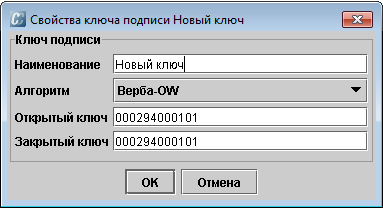 Свойства ключа подписи Новый ключ
Ключ подписи
Наименование Новый ключ
Алгоритм Верба-OW
Открытый ключ 000294000101
Закрытый ключ 000294000101
OK Отмена